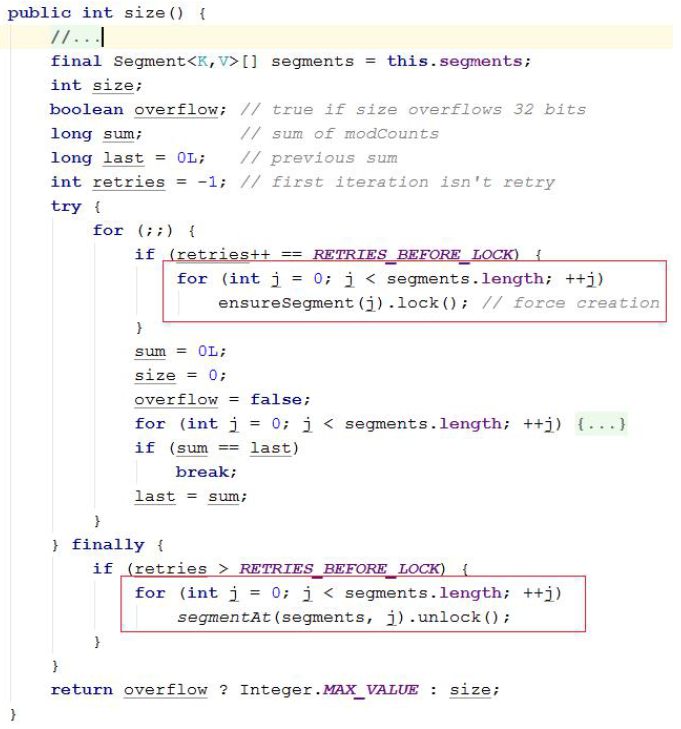 public int size() {
    //...
    final Segment<K,V>[] segments = this.segments;
    int size;
    boolean overflow; // true if size overflows 32 bits
    long sum;         // sum of modCounts
    long last = 0L;   // previous sum
    int retries = -1; // first iteration isn't retry
    try {
        for (;;) {
            if (retries++ == RETRIES_BEFORE_LOCK) {
                for (int j = 0; j < segments.length; ++j)
                    ensureSegment(j).lock(); // force creation
            }
            sum = 0L;
            size = 0;
            overflow = false;
            for (int j = 0; j < segments.length; ++j) {...}
            if (sum == last)
                break;
            last = sum;
        }
    } finally {
        if (retries > RETRIES_BEFORE_LOCK) {
            for (int j = 0; j < segments.length; ++j)
                segmentAt(segments, j).unlock();
        }
    }
    return overflow ? Integer.MAX_VALUE : size;
}